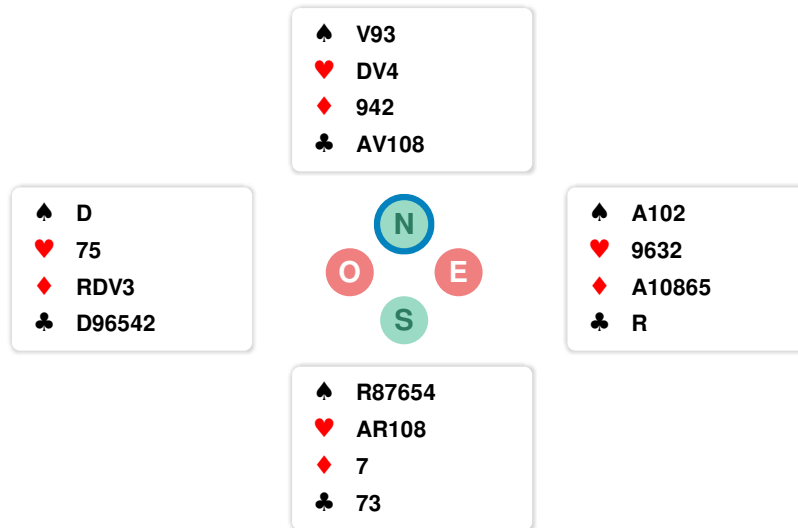 ♠ V93
♥ DV4
♦ 942
♣ AV108
♠ D
♥ 75
♦ RDV3
♣ D96542
N
O
E
S
♠ A102
♥ 9632
♦ A10865
♣ R
♠ R87654
♥ AR108
♦ 7
♣ 73